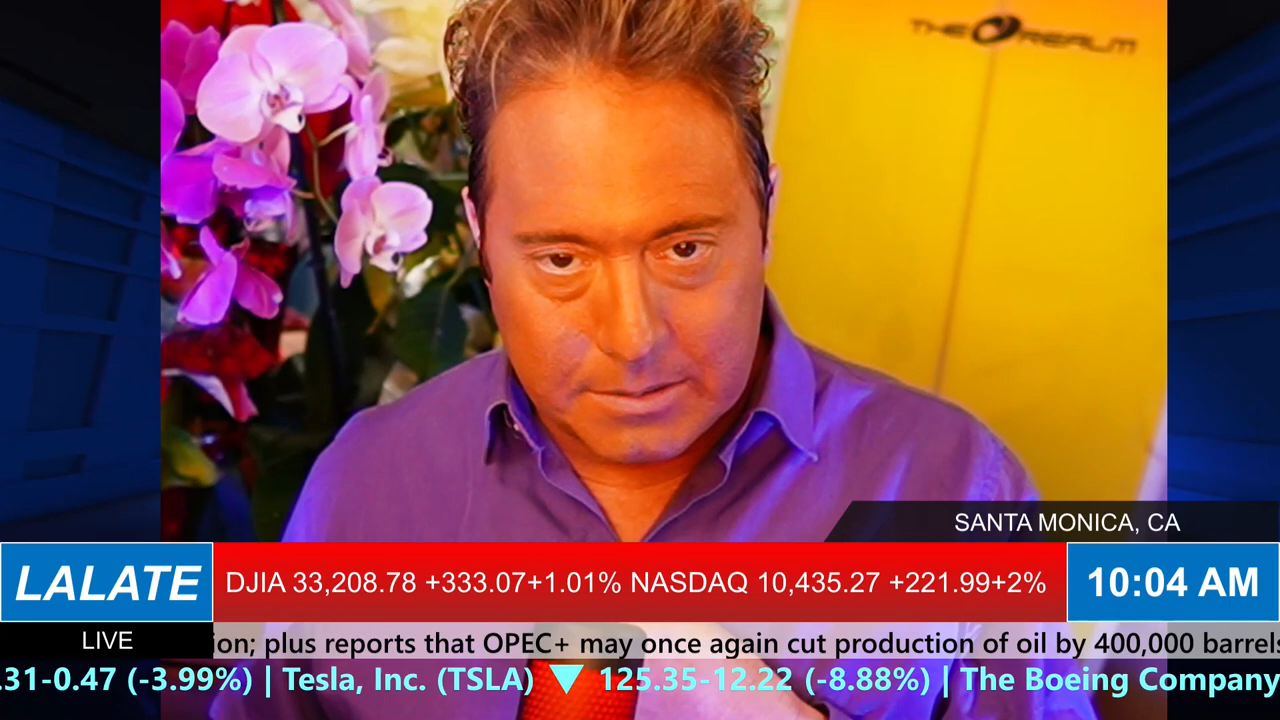 THE REALM
SANTA MONICA, CA
LALATE
DJIA 33,208.78 +333.07+1.01% NASDAQ 10,435.27 +221.99+2%
10:04 AM
LIVE
ion; plus reports that OPEC+ may once again cut production of oil by 400,000 barrels
.31-0.47 (-3.99%) | Tesla, Inc. (TSLA) ▼ 125.35-12.22 (-8.88%) | The Boeing Company